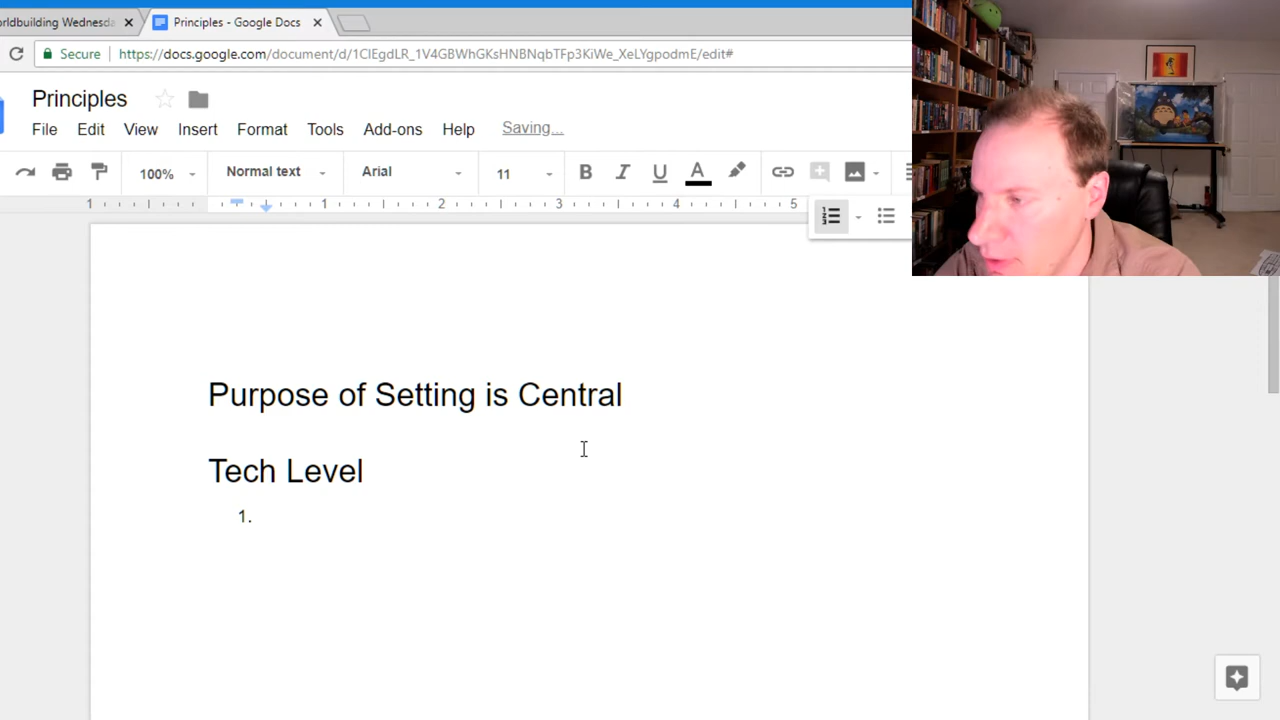 orldbuilding Wednesda
Principles - Google Docs
Secure
https://docs.google.com/document/d/1ClEgdLR_1V4GBWhGKsHNBNqbTFp3KiWe_XeLYgpodmE/edit#
Principles
File Edit View Insert Format Tools Add-ons Help Saving...
100% Normal text Arial 11 B I U A
1 1 2 3 4 5
Purpose of Setting is Central
Tech Level
1.